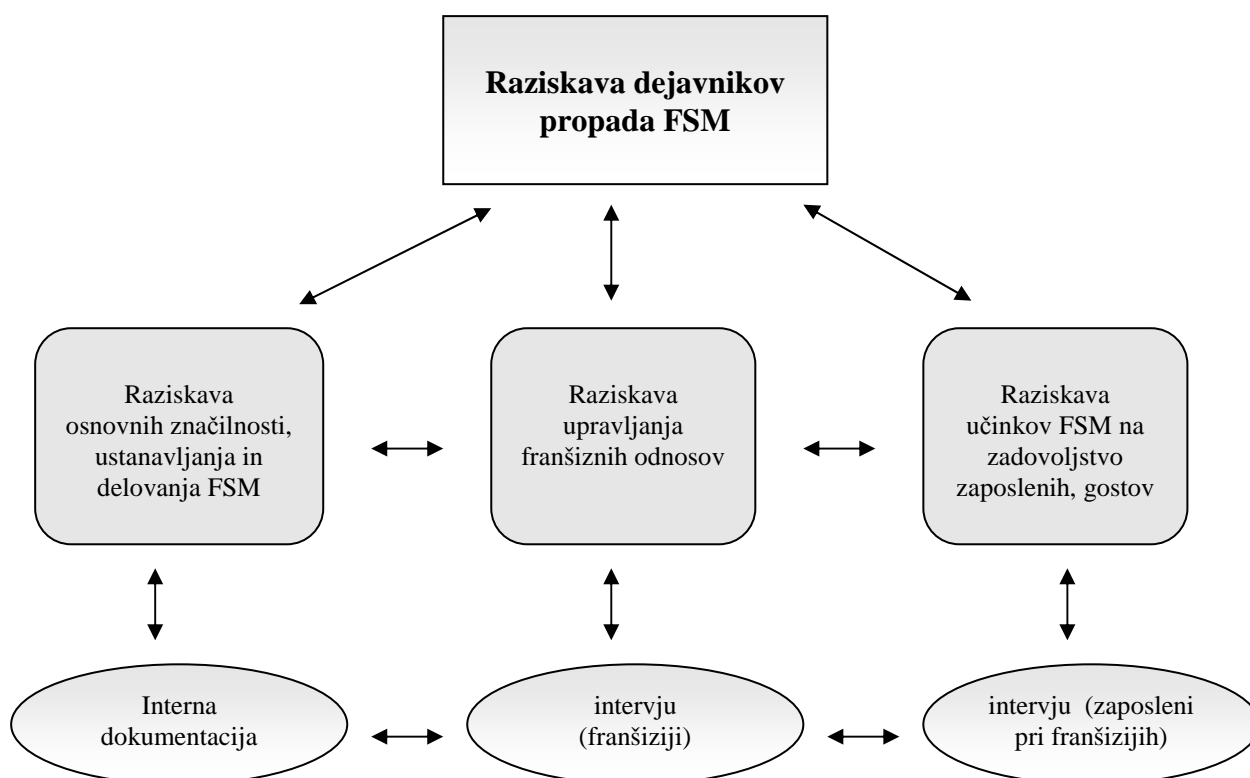 Raziskava dejavnikov
propada FSM
Raziskava
osnovnih značilnosti,
ustanavljanja in
delovanja FSM
Raziskava
upravljanja
franšiznih odnosov
Raziskava
učinkov FSM na
zadovoljstvo
zaposlenih, gostov
Interna
dokumentacija
intervju
(franšiziji)
intervju (zaposleni
pri franšizijih)